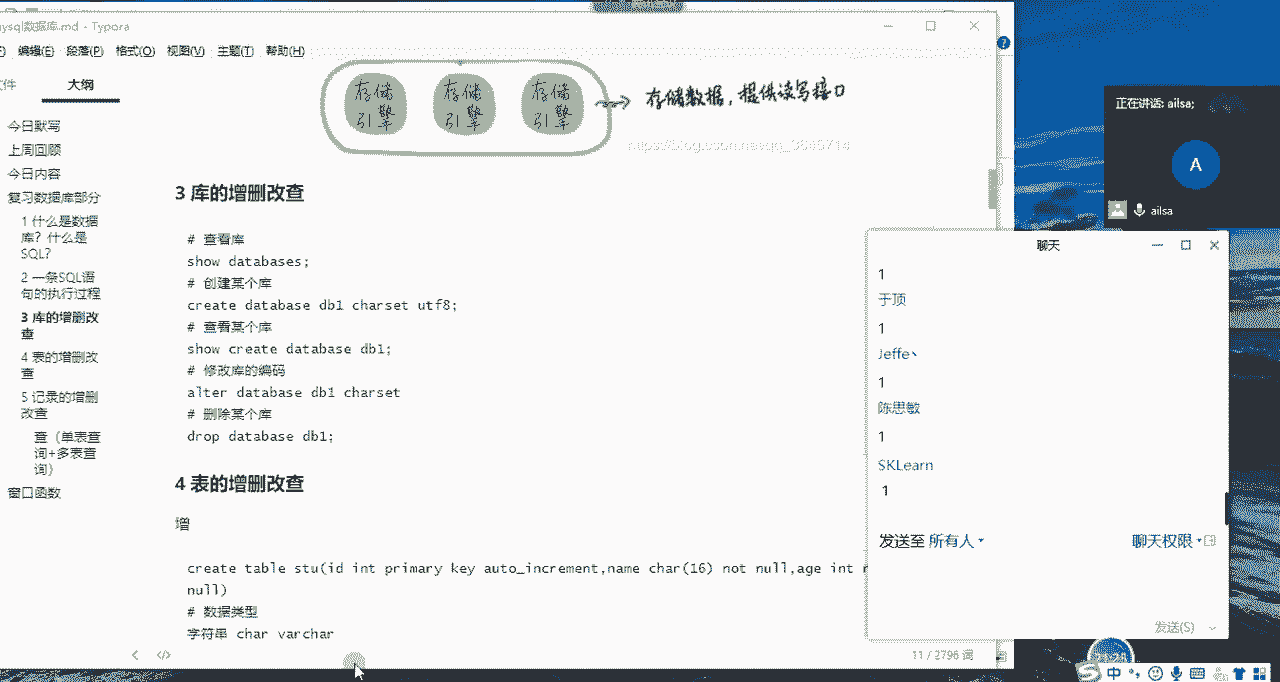 ysql数据库.md - Typora
编辑(E) 段落(P) 格式(O) 视图(V) 主题(T) 帮助(H)
文件 大纲
今日默写
上周回顾
今日内容
复习数据库部分
1 什么是数据
库？什么是
SQL?
2 一条SQL语
句的执行过程
3 库的增删改
查
4 表的增删改
查
5 记录的增删
改查
查（单表查
询+多表查
询）
窗口函数
存储引擎
存储引擎
存储引擎
存储数据，提供读写接口
3 库的增删改查
# 查看库
show databases;
# 创建某个库
create database db1 charset utf8;
# 查看某个库
show create database db1;
# 修改库的编码
alter database db1 charset
# 删除某个库
drop database db1;
4 表的增删改查
增
create table stu(id int primary key auto_increment,name char(16) not null,age int
null)
# 数据类型
字符串 char varchar
11 / 2796 词
正在讲话: ailsa;
A
ailsa
聊天
1
于顶
1
Jeffe丶
1
陈思敏
1
SKLearn
1
发送至 所有人
聊天权限
发送(S)
中